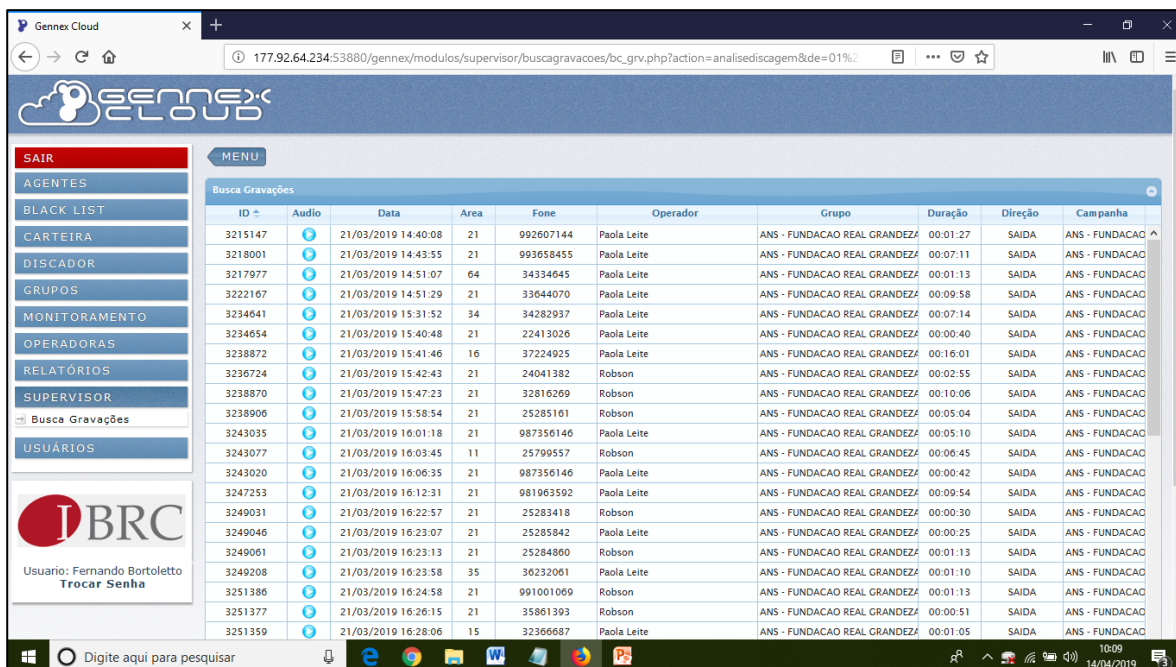 Gennex Cloud
177.92.64.234:53880/gennex/modulos/supervisor/buscagravacoes/bc_grv.php?action=analisediscagem&de=01%2
GENNEX
CLOUD
SAIR
AGENTES
BLACK LIST
CARTEIRA
DISCADOR
GRUPOS
MONITORAMENTO
OPERADORAS
RELATÓRIOS
SUPERVISOR
Busca Gravações
USUÁRIOS
IBRC
Usuario: Fernando Bortoletto
Trocar Senha
MENU
Busca Gravações
ID Audio Data Area Fone Operador Grupo Duração Direção Campanha
3215147 21/03/2019 14:40:08 21 992607144 Paola Leite ANS - FUNDACAO REAL GRANDEZA 00:01:27 SAIDA ANS - FUNDACAO
3218001 21/03/2019 14:43:55 21 993658455 Paola Leite ANS - FUNDACAO REAL GRANDEZA 00:07:11 SAIDA ANS - FUNDACAO
3217977 21/03/2019 14:51:07 64 34334645 Paola Leite ANS - FUNDACAO REAL GRANDEZA 00:01:13 SAIDA ANS - FUNDACAO
3222167 21/03/2019 14:51:29 21 33644070 Paola Leite ANS - FUNDACAO REAL GRANDEZA 00:09:58 SAIDA ANS - FUNDACAO
3234641 21/03/2019 15:31:52 34 34282937 Paola Leite ANS - FUNDACAO REAL GRANDEZA 00:07:14 SAIDA ANS - FUNDACAO
3234654 21/03/2019 15:40:48 21 22413026 Paola Leite ANS - FUNDACAO REAL GRANDEZA 00:00:40 SAIDA ANS - FUNDACAO
3238872 21/03/2019 15:41:46 16 37224925 Paola Leite ANS - FUNDACAO REAL GRANDEZA 00:16:01 SAIDA ANS - FUNDACAO
3236724 21/03/2019 15:42:43 21 24041382 Robson ANS - FUNDACAO REAL GRANDEZA 00:02:55 SAIDA ANS - FUNDACAO
3238870 21/03/2019 15:47:23 21 32816269 Robson ANS - FUNDACAO REAL GRANDEZA 00:10:06 SAIDA ANS - FUNDACAO
3238906 21/03/2019 15:58:54 21 25285161 Robson ANS - FUNDACAO REAL GRANDEZA 00:05:04 SAIDA ANS - FUNDACAO
3243035 21/03/2019 16:01:18 21 987356146 Paola Leite ANS - FUNDACAO REAL GRANDEZA 00:05:10 SAIDA ANS - FUNDACAO
3243077 21/03/2019 16:03:45 11 25799557 Robson ANS - FUNDACAO REAL GRANDEZA 00:06:45 SAIDA ANS - FUNDACAO
3243020 21/03/2019 16:06:35 21 987356146 Paola Leite ANS - FUNDACAO REAL GRANDEZA 00:00:42 SAIDA ANS - FUNDACAO
3247253 21/03/2019 16:12:31 21 981963592 Paola Leite ANS - FUNDACAO REAL GRANDEZA 00:09:54 SAIDA ANS - FUNDACAO
3249031 21/03/2019 16:22:57 21 25283418 Robson ANS - FUNDACAO REAL GRANDEZA 00:00:30 SAIDA ANS - FUNDACAO
3249046 21/03/2019 16:23:07 21 25285842 Paola Leite ANS - FUNDACAO REAL GRANDEZA 00:00:25 SAIDA ANS - FUNDACAO
3249061 21/03/2019 16:23:13 21 25284860 Robson ANS - FUNDACAO REAL GRANDEZA 00:01:13 SAIDA ANS - FUNDACAO
3249208 21/03/2019 16:23:58 35 36232061 Paola Leite ANS - FUNDACAO REAL GRANDEZA 00:01:10 SAIDA ANS - FUNDACAO
3251386 21/03/2019 16:24:58 21 991001069 Robson ANS - FUNDACAO REAL GRANDEZA 00:01:13 SAIDA ANS - FUNDACAO
3251377 21/03/2019 16:26:15 21 35861393 Robson ANS - FUNDACAO REAL GRANDEZA 00:00:51 SAIDA ANS - FUNDACAO
3251359 21/03/2019 16:28:06 15 32366687 Paola Leite ANS - FUNDACAO REAL GRANDEZA 00:01:05 SAIDA ANS - FUNDACAO
Digite aqui para pesquisar
10:09
14/04/2019